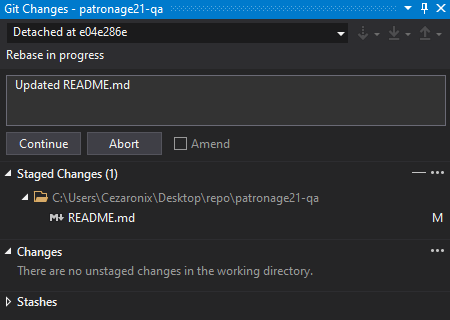 Git Changes - patronage21-qa
Detached at e04e286e
Rebase in progress
Updated README.md
Continue
Abort
Amend
Staged Changes (1)
C:\Users\Cezaronix\Desktop\repo\patronage21-qa
README.md
M
Changes
There are no unstaged changes in the working directory.
Stashes